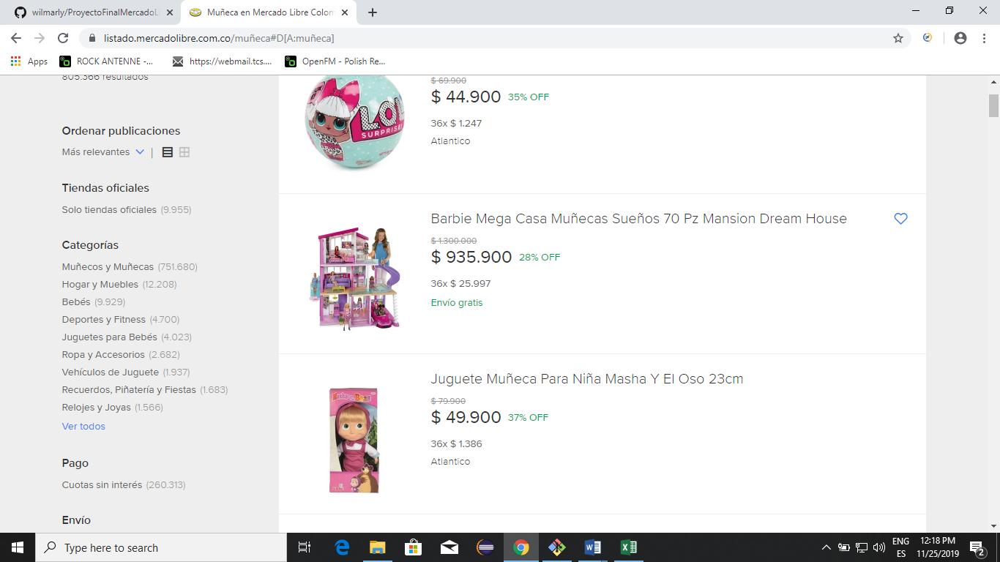 wilmarly/ProyectoFinalMercadoLi
Muñeca en Mercado Libre Colom
listado.mercadolibre.com.co/muñeca#D[A:muñeca]
Apps
ROCK ANTENNE -...
https://webmail.tcs....
OpenFM - Polish Re...
805.366 resultados
Ordenar publicaciones
Más relevantes
Tiendas oficiales
Solo tiendas oficiales (9.955)
Categorías
Muñecos y Muñecas (751.680)
Hogar y Muebles (12.208)
Bebés (9.929)
Deportes y Fitness (4.700)
Juguetes para Bebés (4.023)
Ropa y Accesorios (2.682)
Vehículos de Juguete (1.937)
Recuerdos, Piñatería y Fiestas (1.683)
Relojes y Joyas (1.566)
Ver todos
Pago
Cuotas sin interés (260.313)
Envío
L.O.L
SURPRISE!
$ 69.900
$ 44.900 35% OFF
36x $ 1.247
Atlantico
Barbie Mega Casa Muñecas Sueños 70 Pz Mansion Dream House
$ 1.300.000
$ 935.900 28% OFF
36x $ 25.997
Envío gratis
Juguete Muñeca Para Niña Masha Y El Oso 23cm
$ 79.900
$ 49.900 37% OFF
36x $ 1.386
Atlantico
Type here to search
ENG
ES
12:18 PM
11/25/2019
2